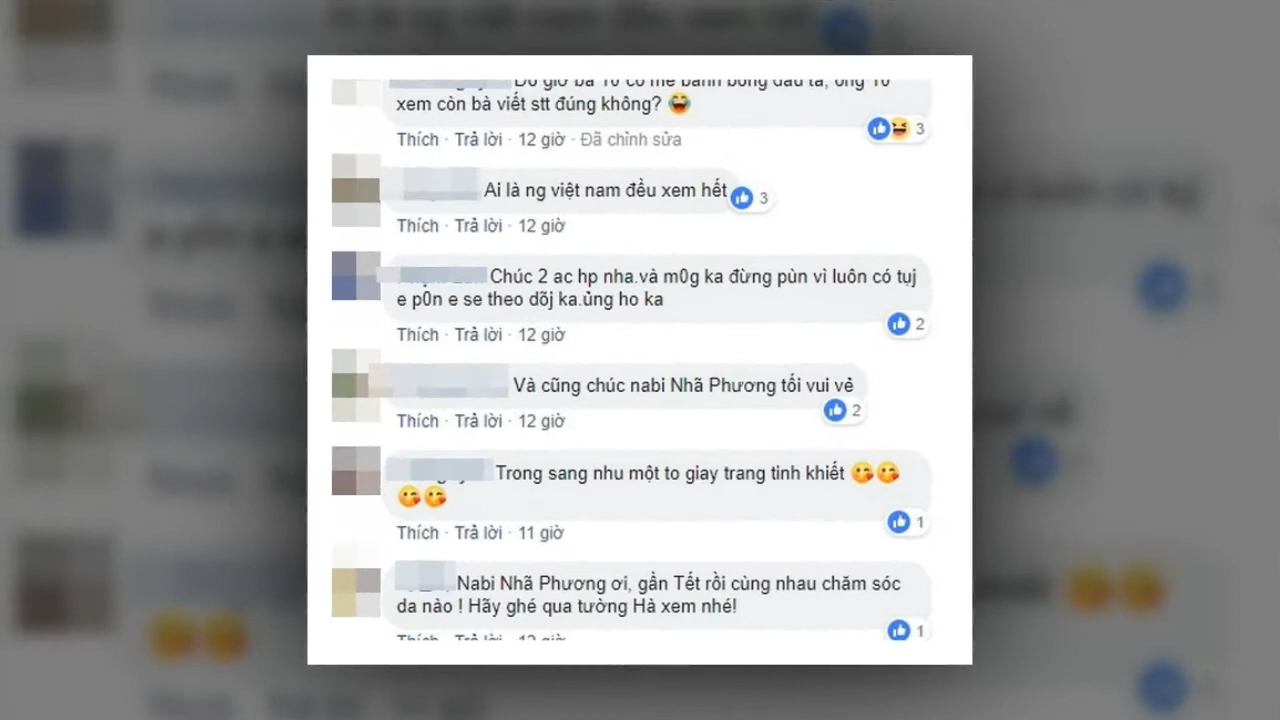 xem còn bà viết stt đúng không?
3
Thích · Trả lời · 12 giờ · Đã chỉnh sửa
Ai là ng việt nam đều xem hết
3
Thích · Trả lời · 12 giờ
Chúc 2 ac hp nha.và m0g ka đừng pùn vì luôn có tụj
e p0n e se theo dõj ka.ủng ho ka
2
Thích · Trả lời · 12 giờ
Và cũng chúc nabi Nhã Phương tối vui vẻ
2
Thích · Trả lời · 12 giờ
Trong sang nhu một to giay trang tinh khiết
1
Thích · Trả lời · 11 giờ
Nabi Nhã Phương ơi, gần Tết rồi cùng nhau chăm sóc
da nào ! Hãy ghé qua tường Hà xem nhé!
1